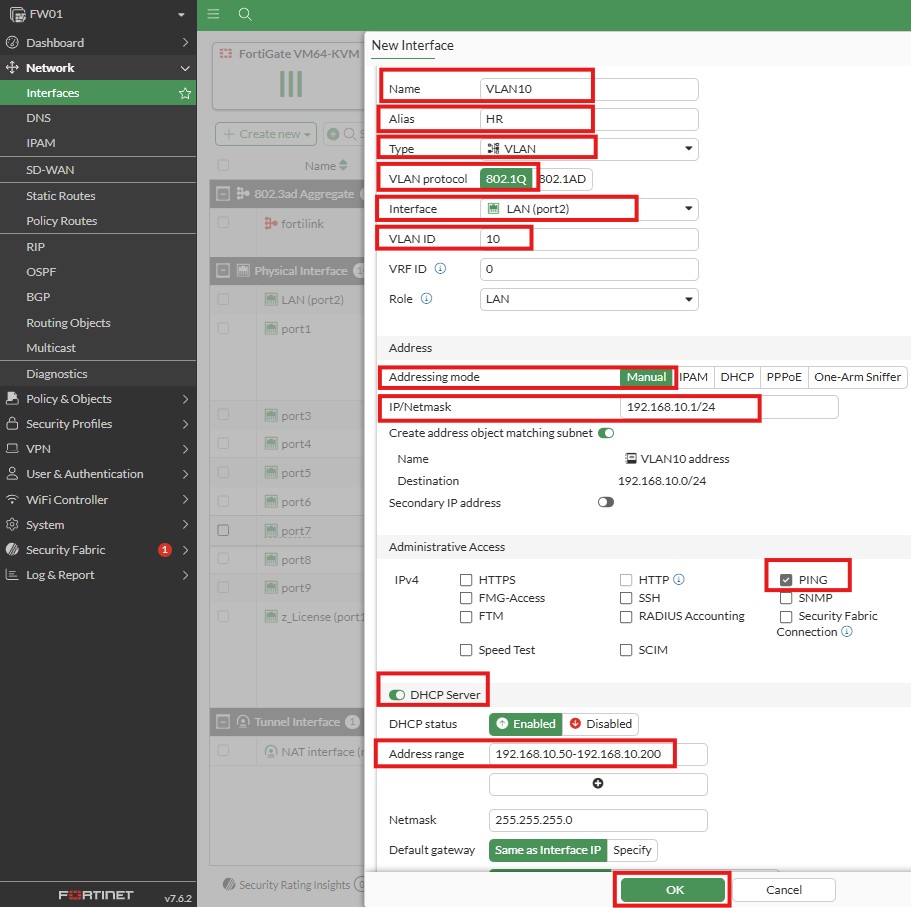 FW01
Dashboard
Network
Interfaces
DNS
IPAM
SD-WAN
Static Routes
Policy Routes
RIP
OSPF
BGP
Routing Objects
Multicast
Diagnostics
Policy & Objects
Security Profiles
VPN
User & Authentication
WiFi Controller
System
Security Fabric 1
Log & Report
FORTINET v7.6.2
FortiGate VM64-KVM
Create new
Name
802.3ad Aggregate
fortilink
Physical Interface
LAN (port2)
port1
port3
port4
port5
port6
port7
port8
port9
z_License (port1
Tunnel Interface 1
NAT interface (
Security Rating Insights
New Interface
Name VLAN10
Alias HR
Type VLAN
VLAN protocol 802.1Q 802.1AD
Interface LAN (port2)
VLAN ID 10
VRF ID 0
Role LAN
Address
Addressing mode Manual IPAM DHCP PPPoE One-Arm Sniffer
IP/Netmask 192.168.10.1/24
Create address object matching subnet
Name VLAN10 address
Destination 192.168.10.0/24
Secondary IP address
Administrative Access
IPv4 HTTPS HTTP PING
FMG-Access SSH SNMP
FTM RADIUS Accounting Security Fabric
Connection
Speed Test SCIM
DHCP Server
DHCP status Enabled Disabled
Address range 192.168.10.50-192.168.10.200
Netmask 255.255.255.0
Default gateway Same as Interface IP Specify
OK Cancel